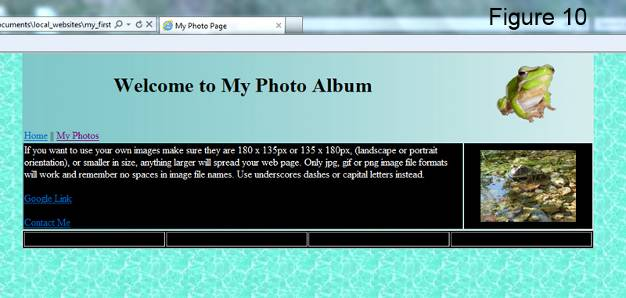 Figure 10
ocuments\local_websites\my_first
My Photo Page
Welcome to My Photo Album
Home || My Photos
If you want to use your own images make sure they are 180 x 135px or 135 x 180px, (landscape or portrait
orientation), or smaller in size, anything larger will spread your web page. Only jpg, gif or png image file formats
will work and remember no spaces in image file names. Use underscores dashes or capital letters instead.
Google Link
Contact Me